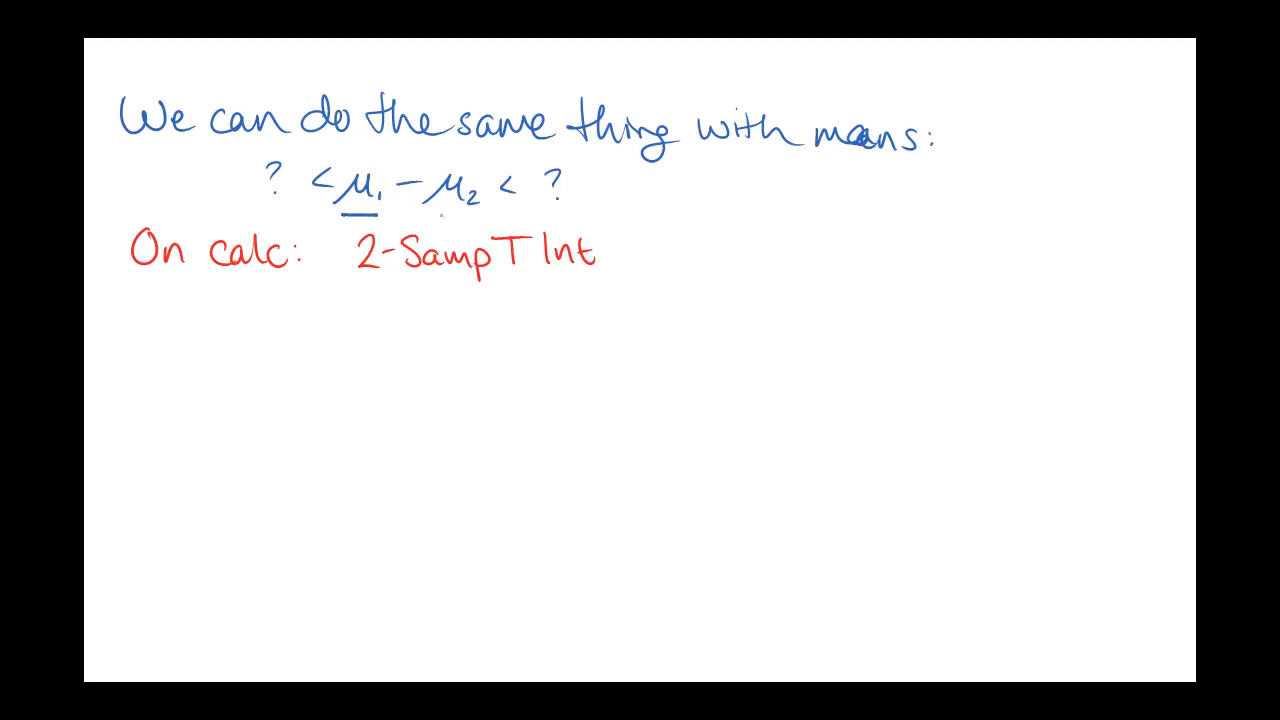 We can do the same thing with means:
? < μ₁ − μ₂ < ?
On calc: 2-SampTInt